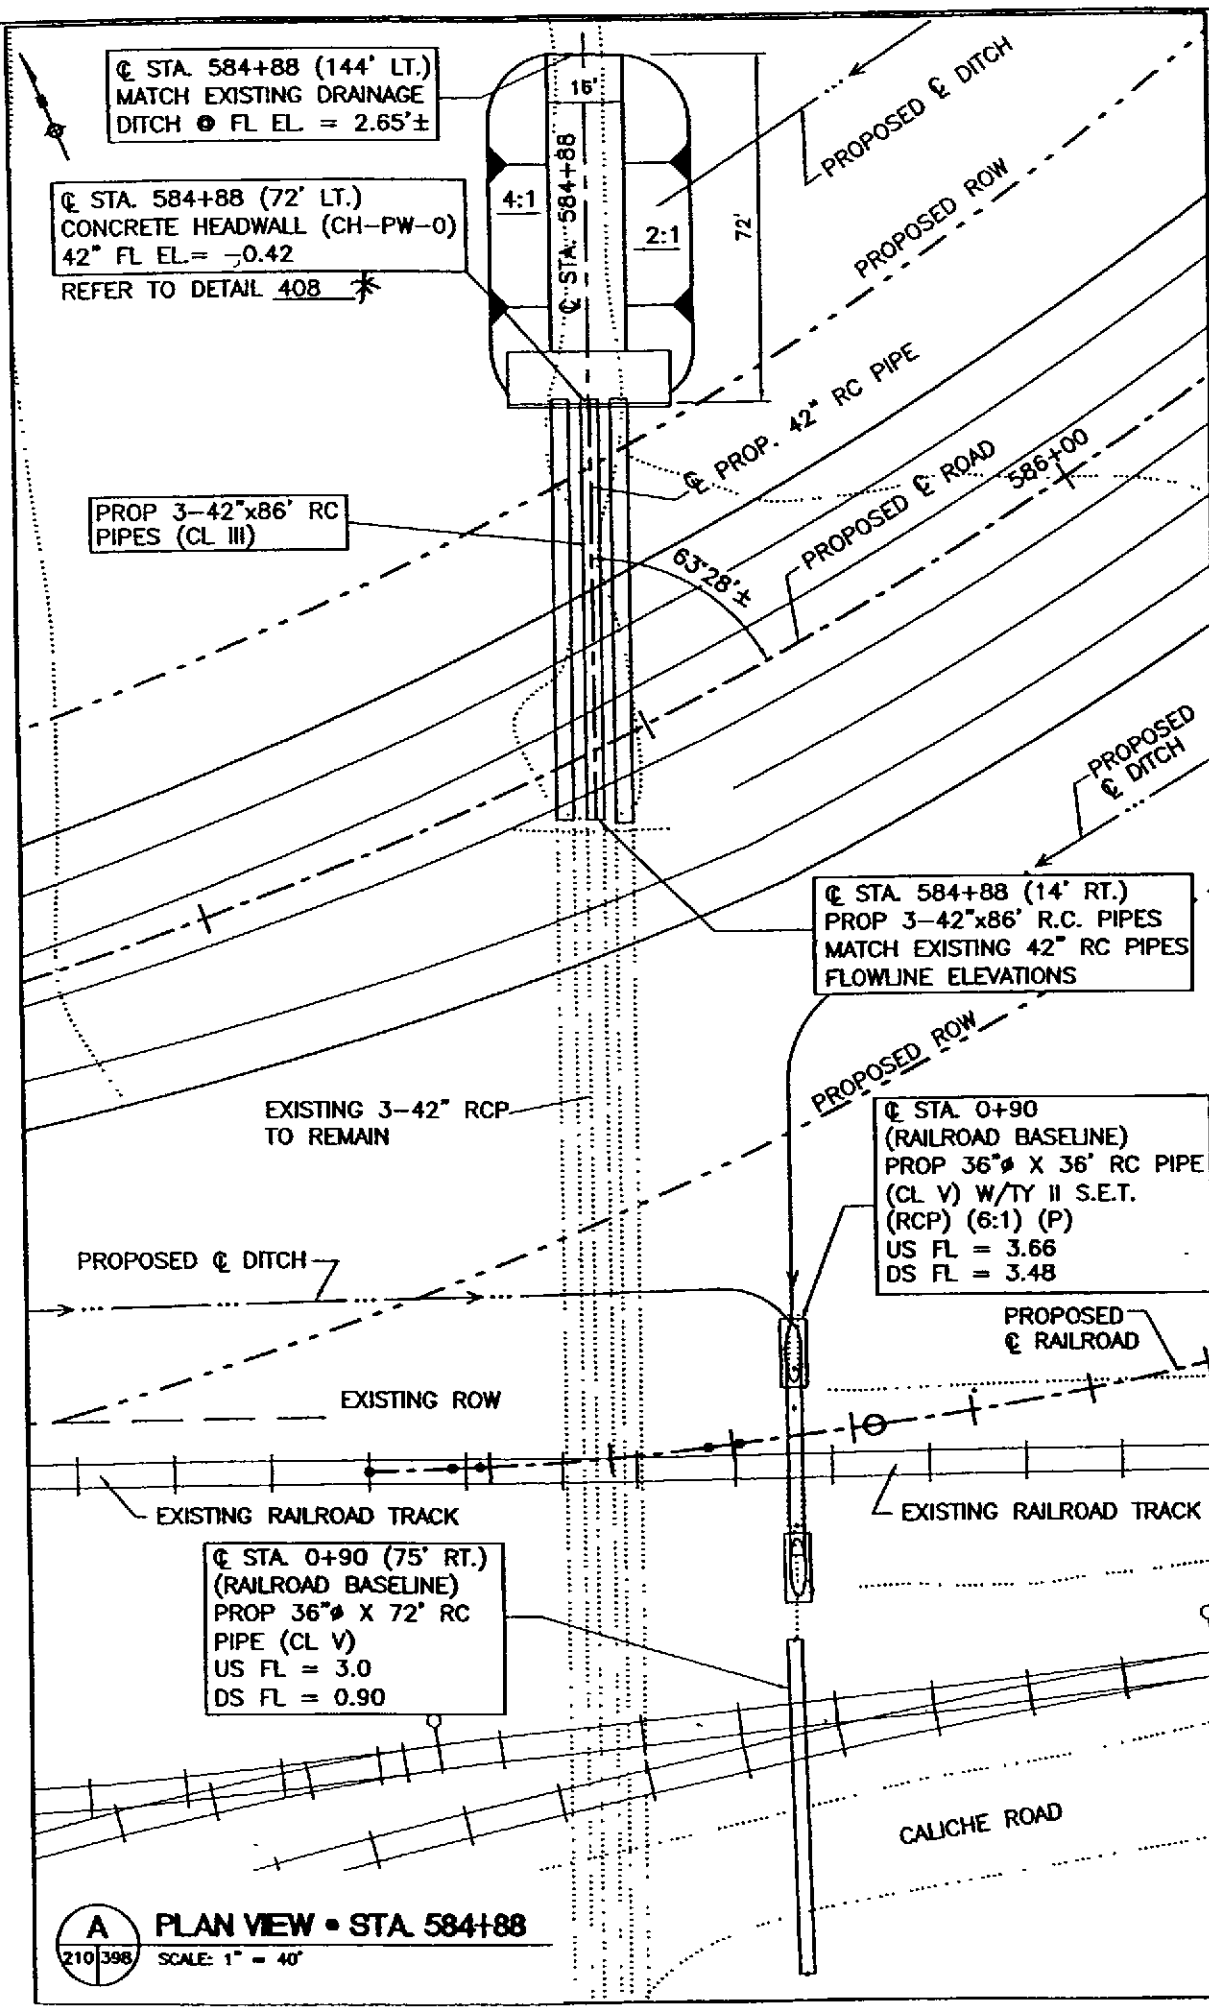 ℄ STA. 584+88 (144' LT.)
MATCH EXISTING DRAINAGE
DITCH @ FL EL. = 2.65'±
℄ STA. 584+88 (72' LT.)
CONCRETE HEADWALL (CH-PW-0)
42" FL EL.= -0.42
REFER TO DETAIL 408 *
16'
4:1
℄ STA. 584+88
2:1
72'
PROPOSED ℄ DITCH
PROPOSED ROW
℄ PROP. 42" RC PIPE
PROPOSED ℄ ROAD
586+00
PROP 3-42"x86' RC
PIPES (CL III)
63°28'±
PROPOSED
℄ DITCH
℄ STA. 584+88 (14' RT.)
PROP 3-42"x86' R.C. PIPES
MATCH EXISTING 42" RC PIPES
FLOWLINE ELEVATIONS
PROPOSED ROW
EXISTING 3-42" RCP
TO REMAIN
℄ STA. 0+90
(RAILROAD BASELINE)
PROP 36"ø X 36' RC PIPE
(CL V) W/TY II S.E.T.
(RCP) (6:1) (P)
US FL = 3.66
DS FL = 3.48
PROPOSED ℄ DITCH
PROPOSED
℄ RAILROAD
EXISTING ROW
EXISTING RAILROAD TRACK
EXISTING RAILROAD TRACK
℄ STA. 0+90 (75' RT.)
(RAILROAD BASELINE)
PROP 36"ø X 72' RC
PIPE (CL V)
US FL = 3.0
DS FL = 0.90
CALICHE ROAD
A
210 398
PLAN VIEW • STA. 584+88
SCALE: 1" = 40'